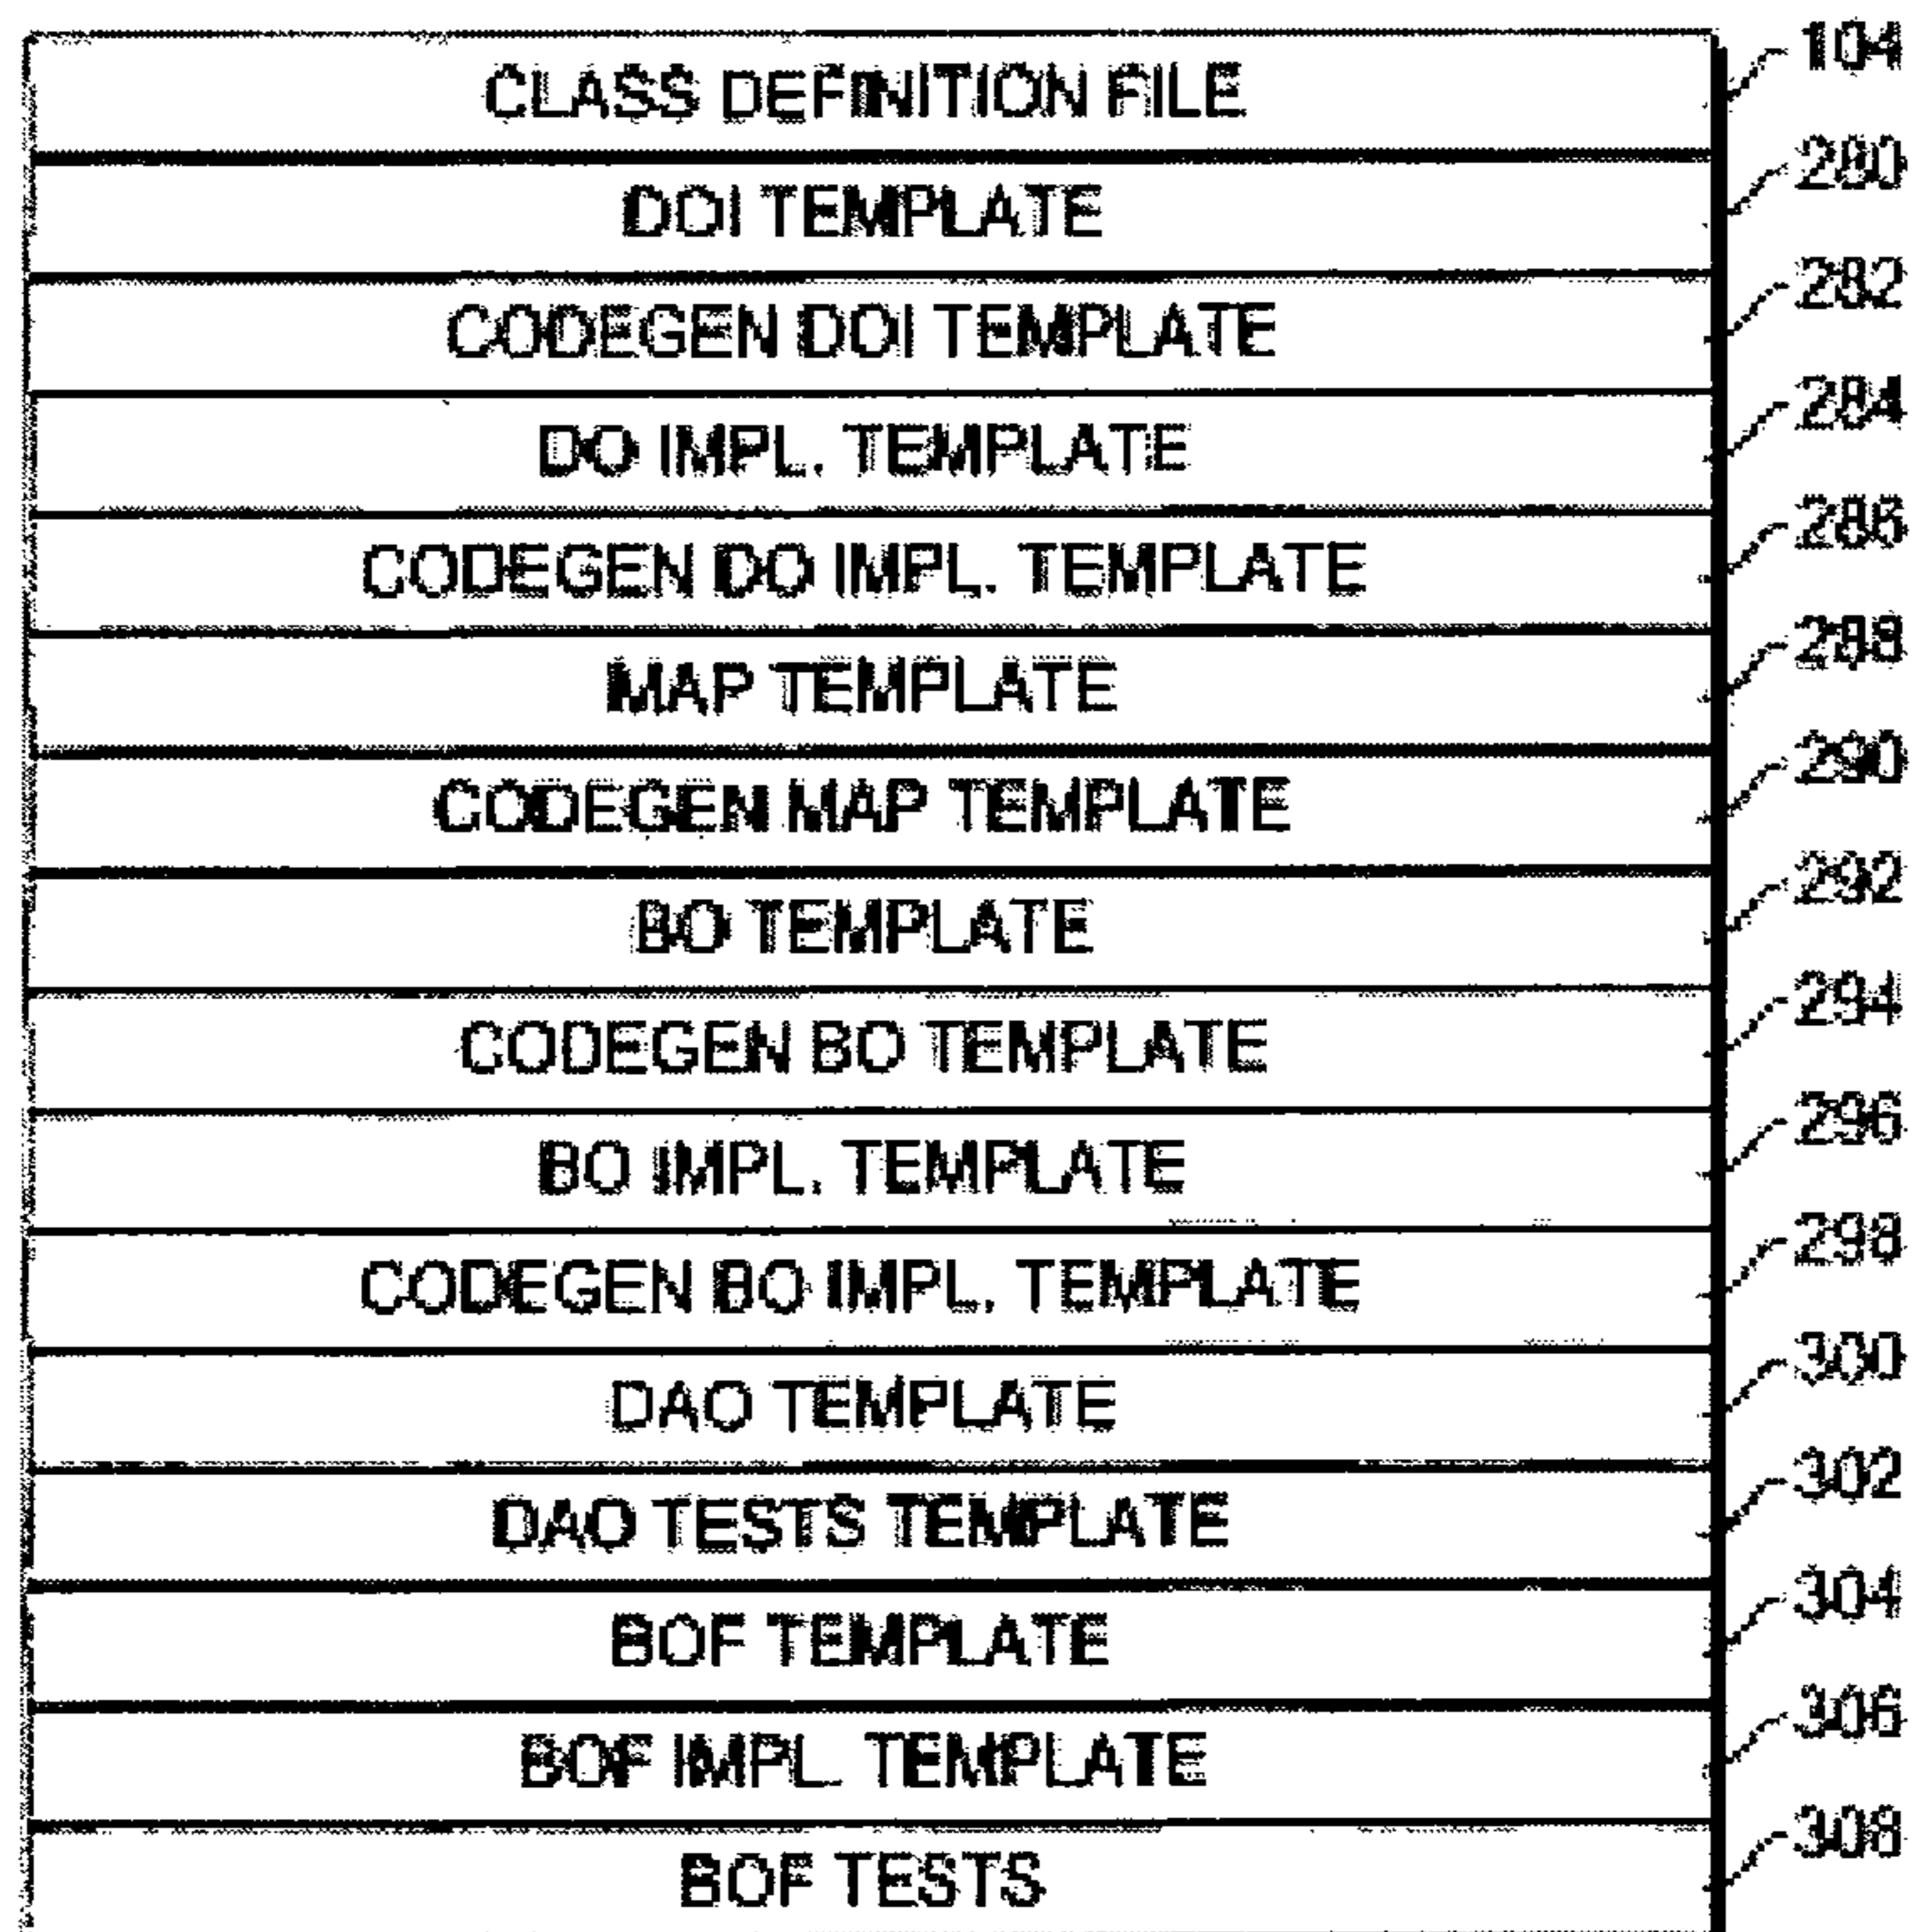 CLASS DEFINITION FILE 104
DOI TEMPLATE 280
CODEGEN DOI TEMPLATE 282
DO IMPL. TEMPLATE 284
CODEGEN DO IMPL. TEMPLATE 286
MAP TEMPLATE 288
CODEGEN MAP TEMPLATE 290
BO TEMPLATE 292
CODEGEN BO TEMPLATE 294
BO IMPL. TEMPLATE 296
CODEGEN BO IMPL. TEMPLATE 298
DAO TEMPLATE 300
DAO TESTS TEMPLATE 302
BOF TEMPLATE 304
BOF IMPL TEMPLATE 306
BOF TESTS 308